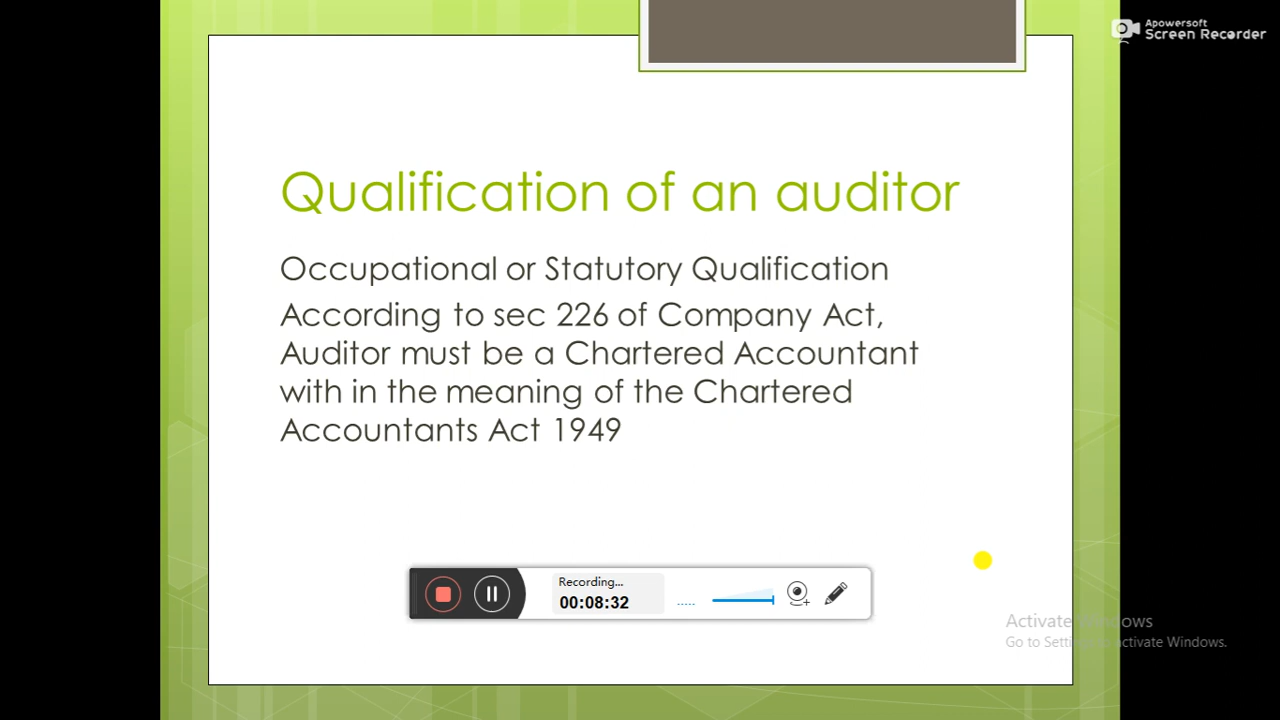 Apowersoft
Screen Recorder
Qualification of an auditor
Occupational or Statutory Qualification
According to sec 226 of Company Act,
Auditor must be a Chartered Accountant
with in the meaning of the Chartered
Accountants Act 1949
Recording...
00:08:32
Activate Windows
Go to Settings to activate Windows.